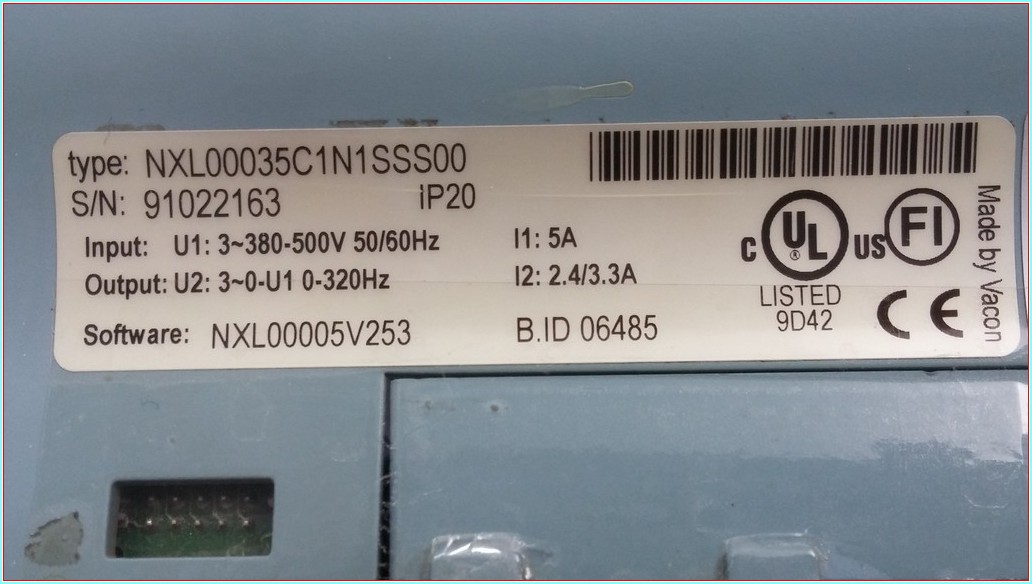 type: NXL00035C1N1SSS00
S/N: 91022163 iP20
Input: U1: 3~380-500V 50/60Hz I1: 5A
Output: U2: 3~0-U1 0-320Hz I2: 2.4/3.3A
Software: NXL00005V253 B.ID 06485
C UL ® US FI
LISTED
9D42
CE
Made by Vacon